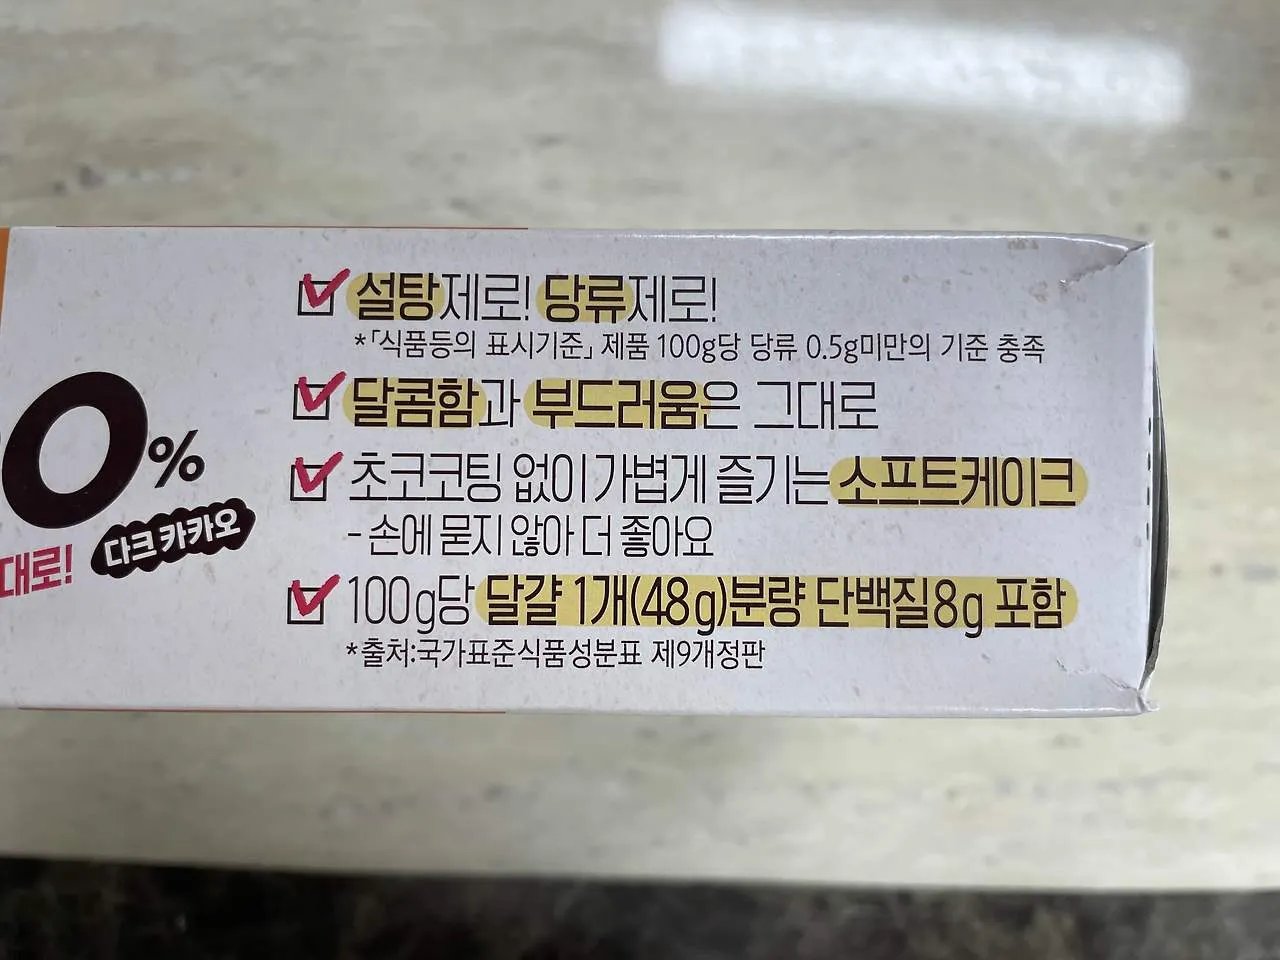 설탕제로! 당류제로!
*「식품등의 표시기준」 제품 100g당 당류 0.5g미만의 기준 충족
달콤함과 부드러움은 그대로
초코코팅 없이 가볍게 즐기는 소프트케이크
- 손에 묻지 않아 더 좋아요
100g당 달걀 1개(48g)분량 단백질8g 포함
*출처:국가표준식품성분표 제9개정판
0%
다크 카카오
대로!